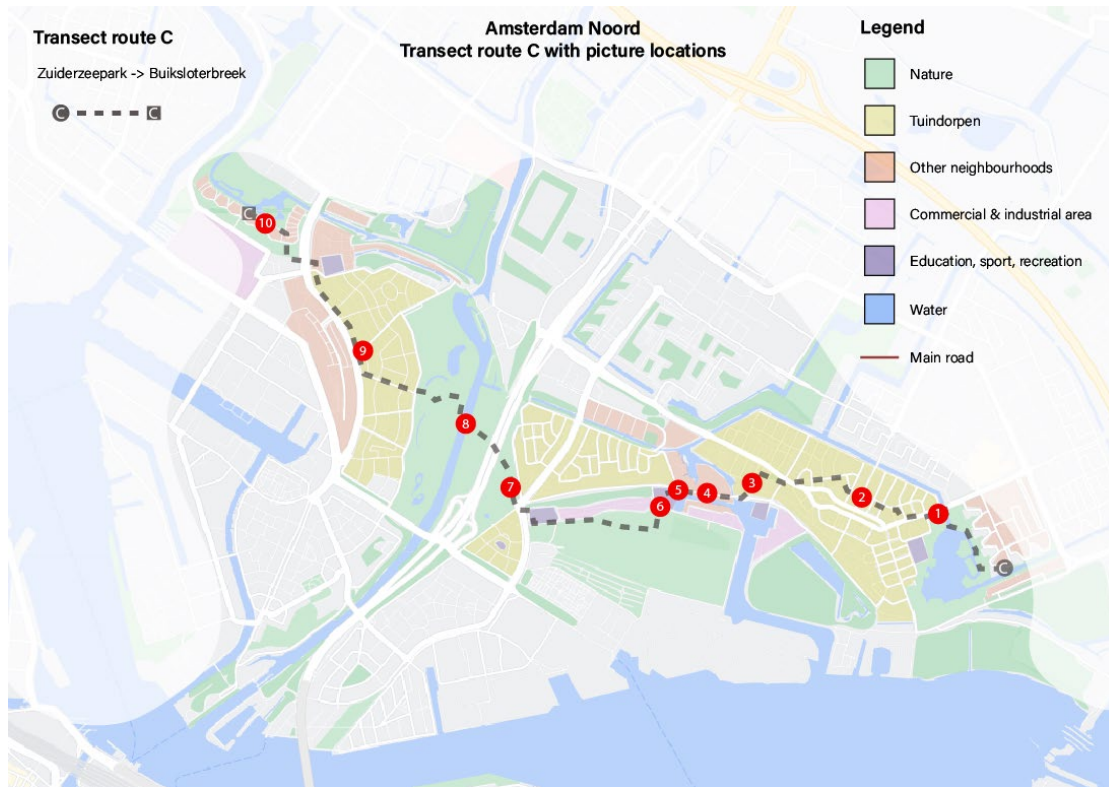 Transect route C
Zuiderzeepark -> Buiksloterbreek
C C
Amsterdam Noord
Transect route C with picture locations
Legend
Nature
Tuindorpen
Other neighbourhoods
Commercial & industrial area
Education, sport, recreation
Water
Main road
C
10
9
8
7
6
5
4
3
2
1
C